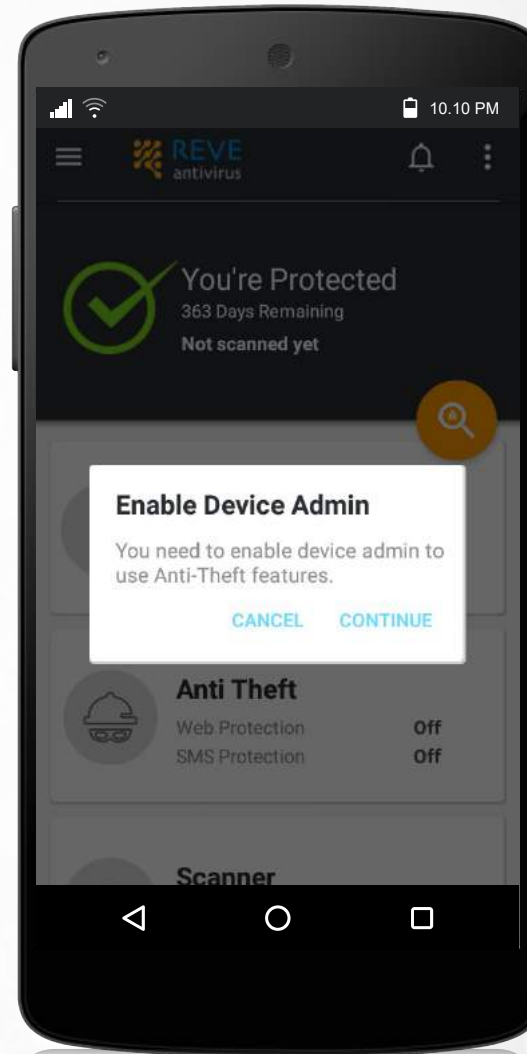 10.10 PM
REVE
antivirus
You're Protected
363 Days Remaining
Not scanned yet
Enable Device Admin
You need to enable device admin to
use Anti-Theft features.
CANCEL CONTINUE
Anti Theft
Web Protection Off
SMS Protection Off
Scanner